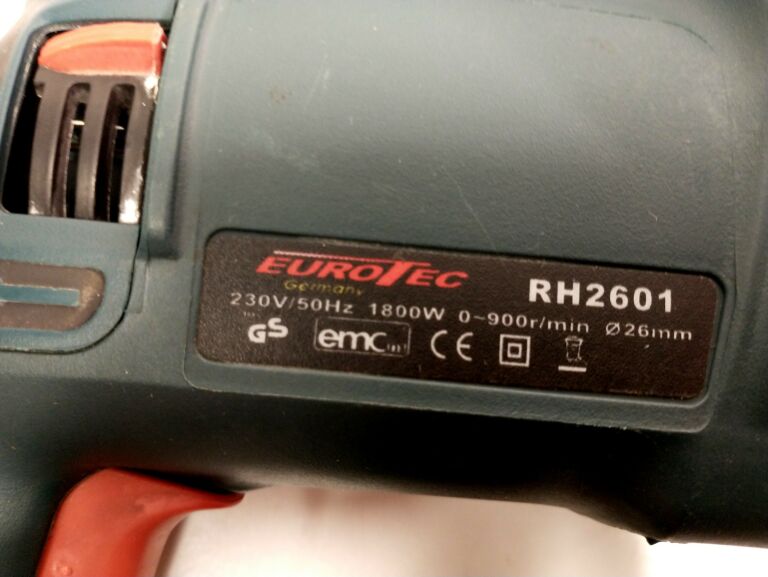 EUROTEC
Germany
RH2601
230V/50Hz 1800W 0~900r/min Ø26mm
GS emc CE